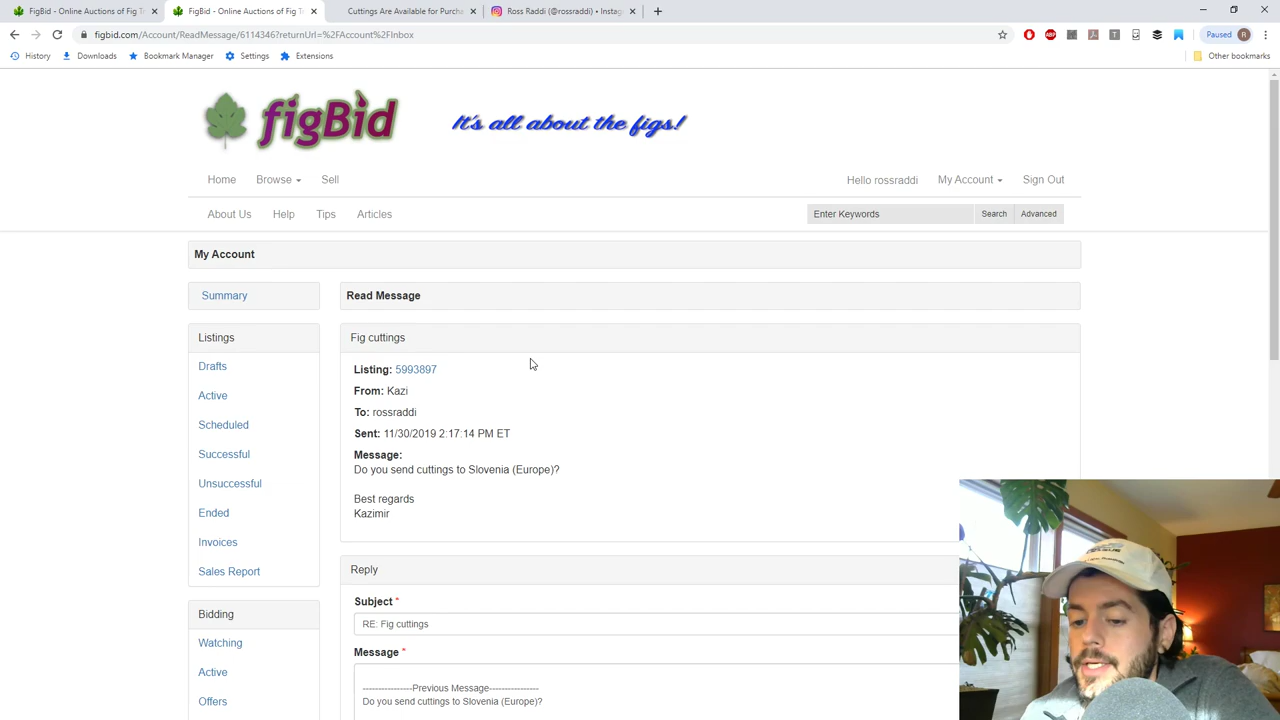 FigBid - Online Auctions of Fig Tr
FigBid - Online Auctions of Fig Tr
Cuttings Are Available for Purcha
Ross Raddi (@rossraddi) • Instag
figbid.com/Account/ReadMessage/6114346?returnUrl=%2FAccount%2FInbox
Paused R
History Downloads Bookmark Manager Settings Extensions Other bookmarks
figBid It's all about the figs!
Home Browse Sell Hello rossraddi My Account Sign Out
About Us Help Tips Articles Enter Keywords Search Advanced
My Account
Summary
Read Message
Listings
Drafts
Active
Scheduled
Successful
Unsuccessful
Ended
Invoices
Sales Report
Bidding
Watching
Active
Offers
Fig cuttings
Listing: 5993897
From: Kazi
To: rossraddi
Sent: 11/30/2019 2:17:14 PM ET
Message:
Do you send cuttings to Slovenia (Europe)?
Best regards
Kazimir
Reply
Subject *
RE: Fig cuttings
Message *
----------------Previous Message----------------
Do you send cuttings to Slovenia (Europe)?